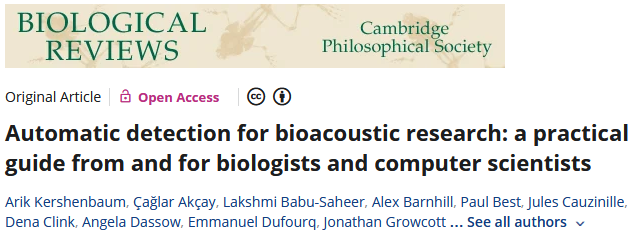 BIOLOGICAL
REVIEWS
Cambridge
Philosophical Society
Original Article Open Access
Automatic detection for bioacoustic research: a practical
guide from and for biologists and computer scientists
Arik Kershenbaum, Çağlar Akçay, Lakshmi Babu-Saheer, Alex Barnhill, Paul Best, Jules Cauzinille,
Dena Clink, Angela Dassow, Emmanuel Dufourq, Jonathan Growcott ... See all authors